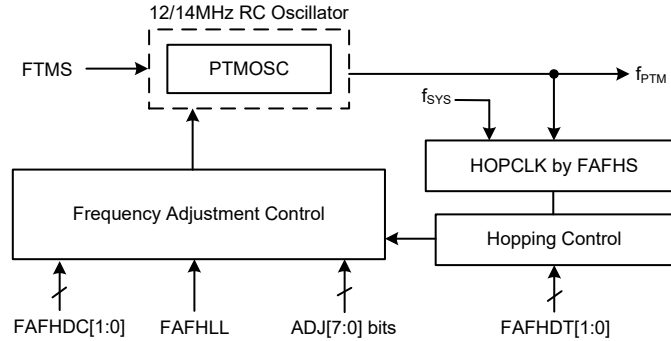 12/14MHz RC Oscillator
FTMS
PTMOSC
fPTM
fSYS
HOPCLK by FAFHS
Frequency Adjustment Control
Hopping Control
FAFHDC[1:0]
FAFHLL
ADJ[7:0] bits
FAFHDT[1:0]